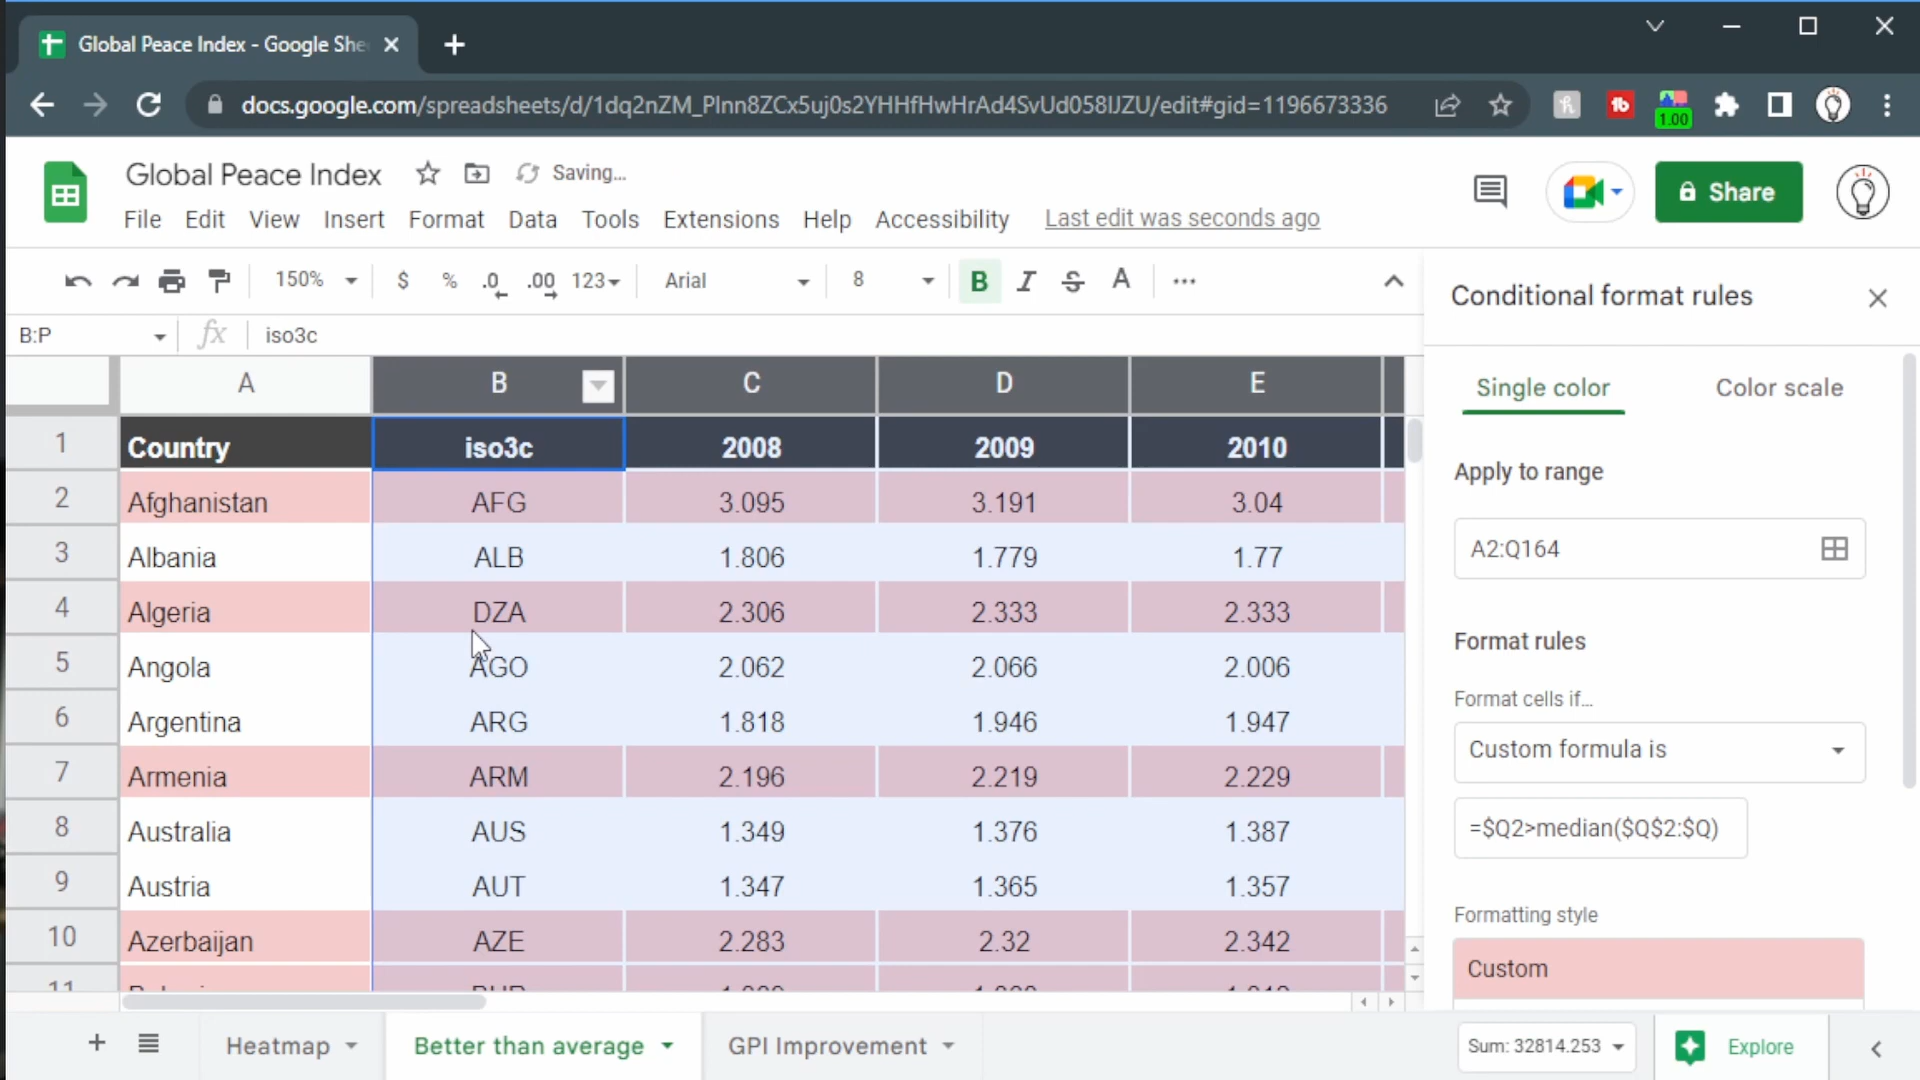 Global Peace Index - Google She
docs.google.com/spreadsheets/d/1dq2nZM_PInn8ZCx5uj0s2YHHfHwHrAd4SvUd058IJZU/edit#gid=1196673336
1.00
Global Peace Index Saving...
Share
File Edit View Insert Format Data Tools Extensions Help Accessibility Last edit was seconds ago
150% $ % .0 .00 123 Arial 8 B I S A ...
Conditional format rules
B:P fx iso3c
A B C D E
Single color Color scale
1 Country iso3c 2008 2009 2010
Apply to range
2 Afghanistan AFG 3.095 3.191 3.04
A2:Q164
3 Albania ALB 1.806 1.779 1.77
4 Algeria DZA 2.306 2.333 2.333
Format rules
5 Angola AGO 2.062 2.066 2.006
Format cells if...
6 Argentina ARG 1.818 1.946 1.947
Custom formula is
7 Armenia ARM 2.196 2.219 2.229
8 Australia AUS 1.349 1.376 1.387
=$Q2>median($Q$2:$Q)
9 Austria AUT 1.347 1.365 1.357
Formatting style
10 Azerbaijan AZE 2.283 2.32 2.342
Custom
11
Heatmap Better than average GPI Improvement Sum: 32814.253 Explore